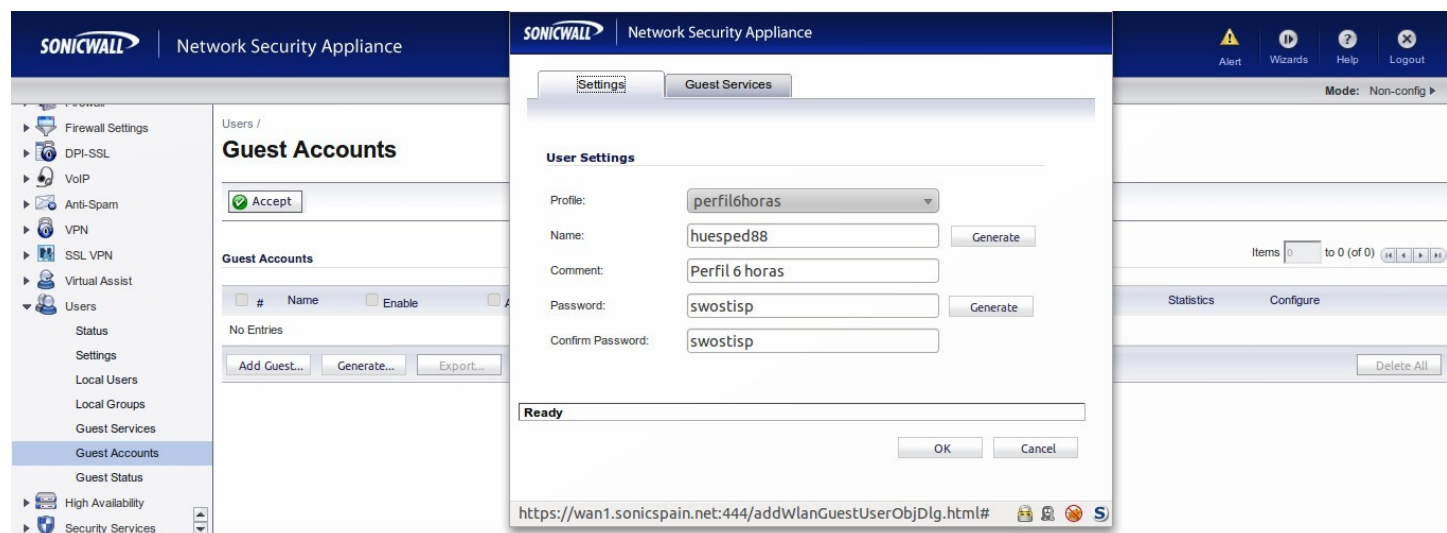 SONICWALL Network Security Appliance
Alert Wizards Help Logout
Mode: Non-config
Firewall Settings
DPI-SSL
VoIP
Anti-Spam
VPN
SSL VPN
Virtual Assist
Users
Status
Settings
Local Users
Local Groups
Guest Services
Guest Accounts
Guest Status
High Availability
Security Services
Users /
Guest Accounts
Accept
Guest Accounts
Items 0 to 0 (of 0)
# Name Enable Statistics Configure
No Entries
Add Guest... Generate... Export... Delete All
SONICWALL Network Security Appliance
Settings Guest Services
User Settings
Profile: perfil6horas
Name: huesped88 Generate
Comment: Perfil 6 horas
Password: swostisp Generate
Confirm Password: swostisp
Ready
OK Cancel
https://wan1.sonicspain.net:444/addWlanGuestUserObjDlg.html#